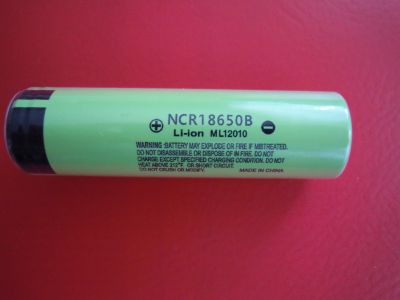 ⊕ NCR18650B ⊖
Li-ion ML12010
WARNING:BATTERY MAY EXPLODE OR FIRE IF MBTREATED.
DO NOT DISASSEMBLE OR DISPOSE OF IN FIRE. DO NOT
CHARGE EXCEPT SPECIFIED CHARGE CONDITION, DO NOT
HEAT ABOVE 212°F OR SHORT CIRCUIT.
DO NOT CRUSH OR MODIFY. MADE IN CHINA